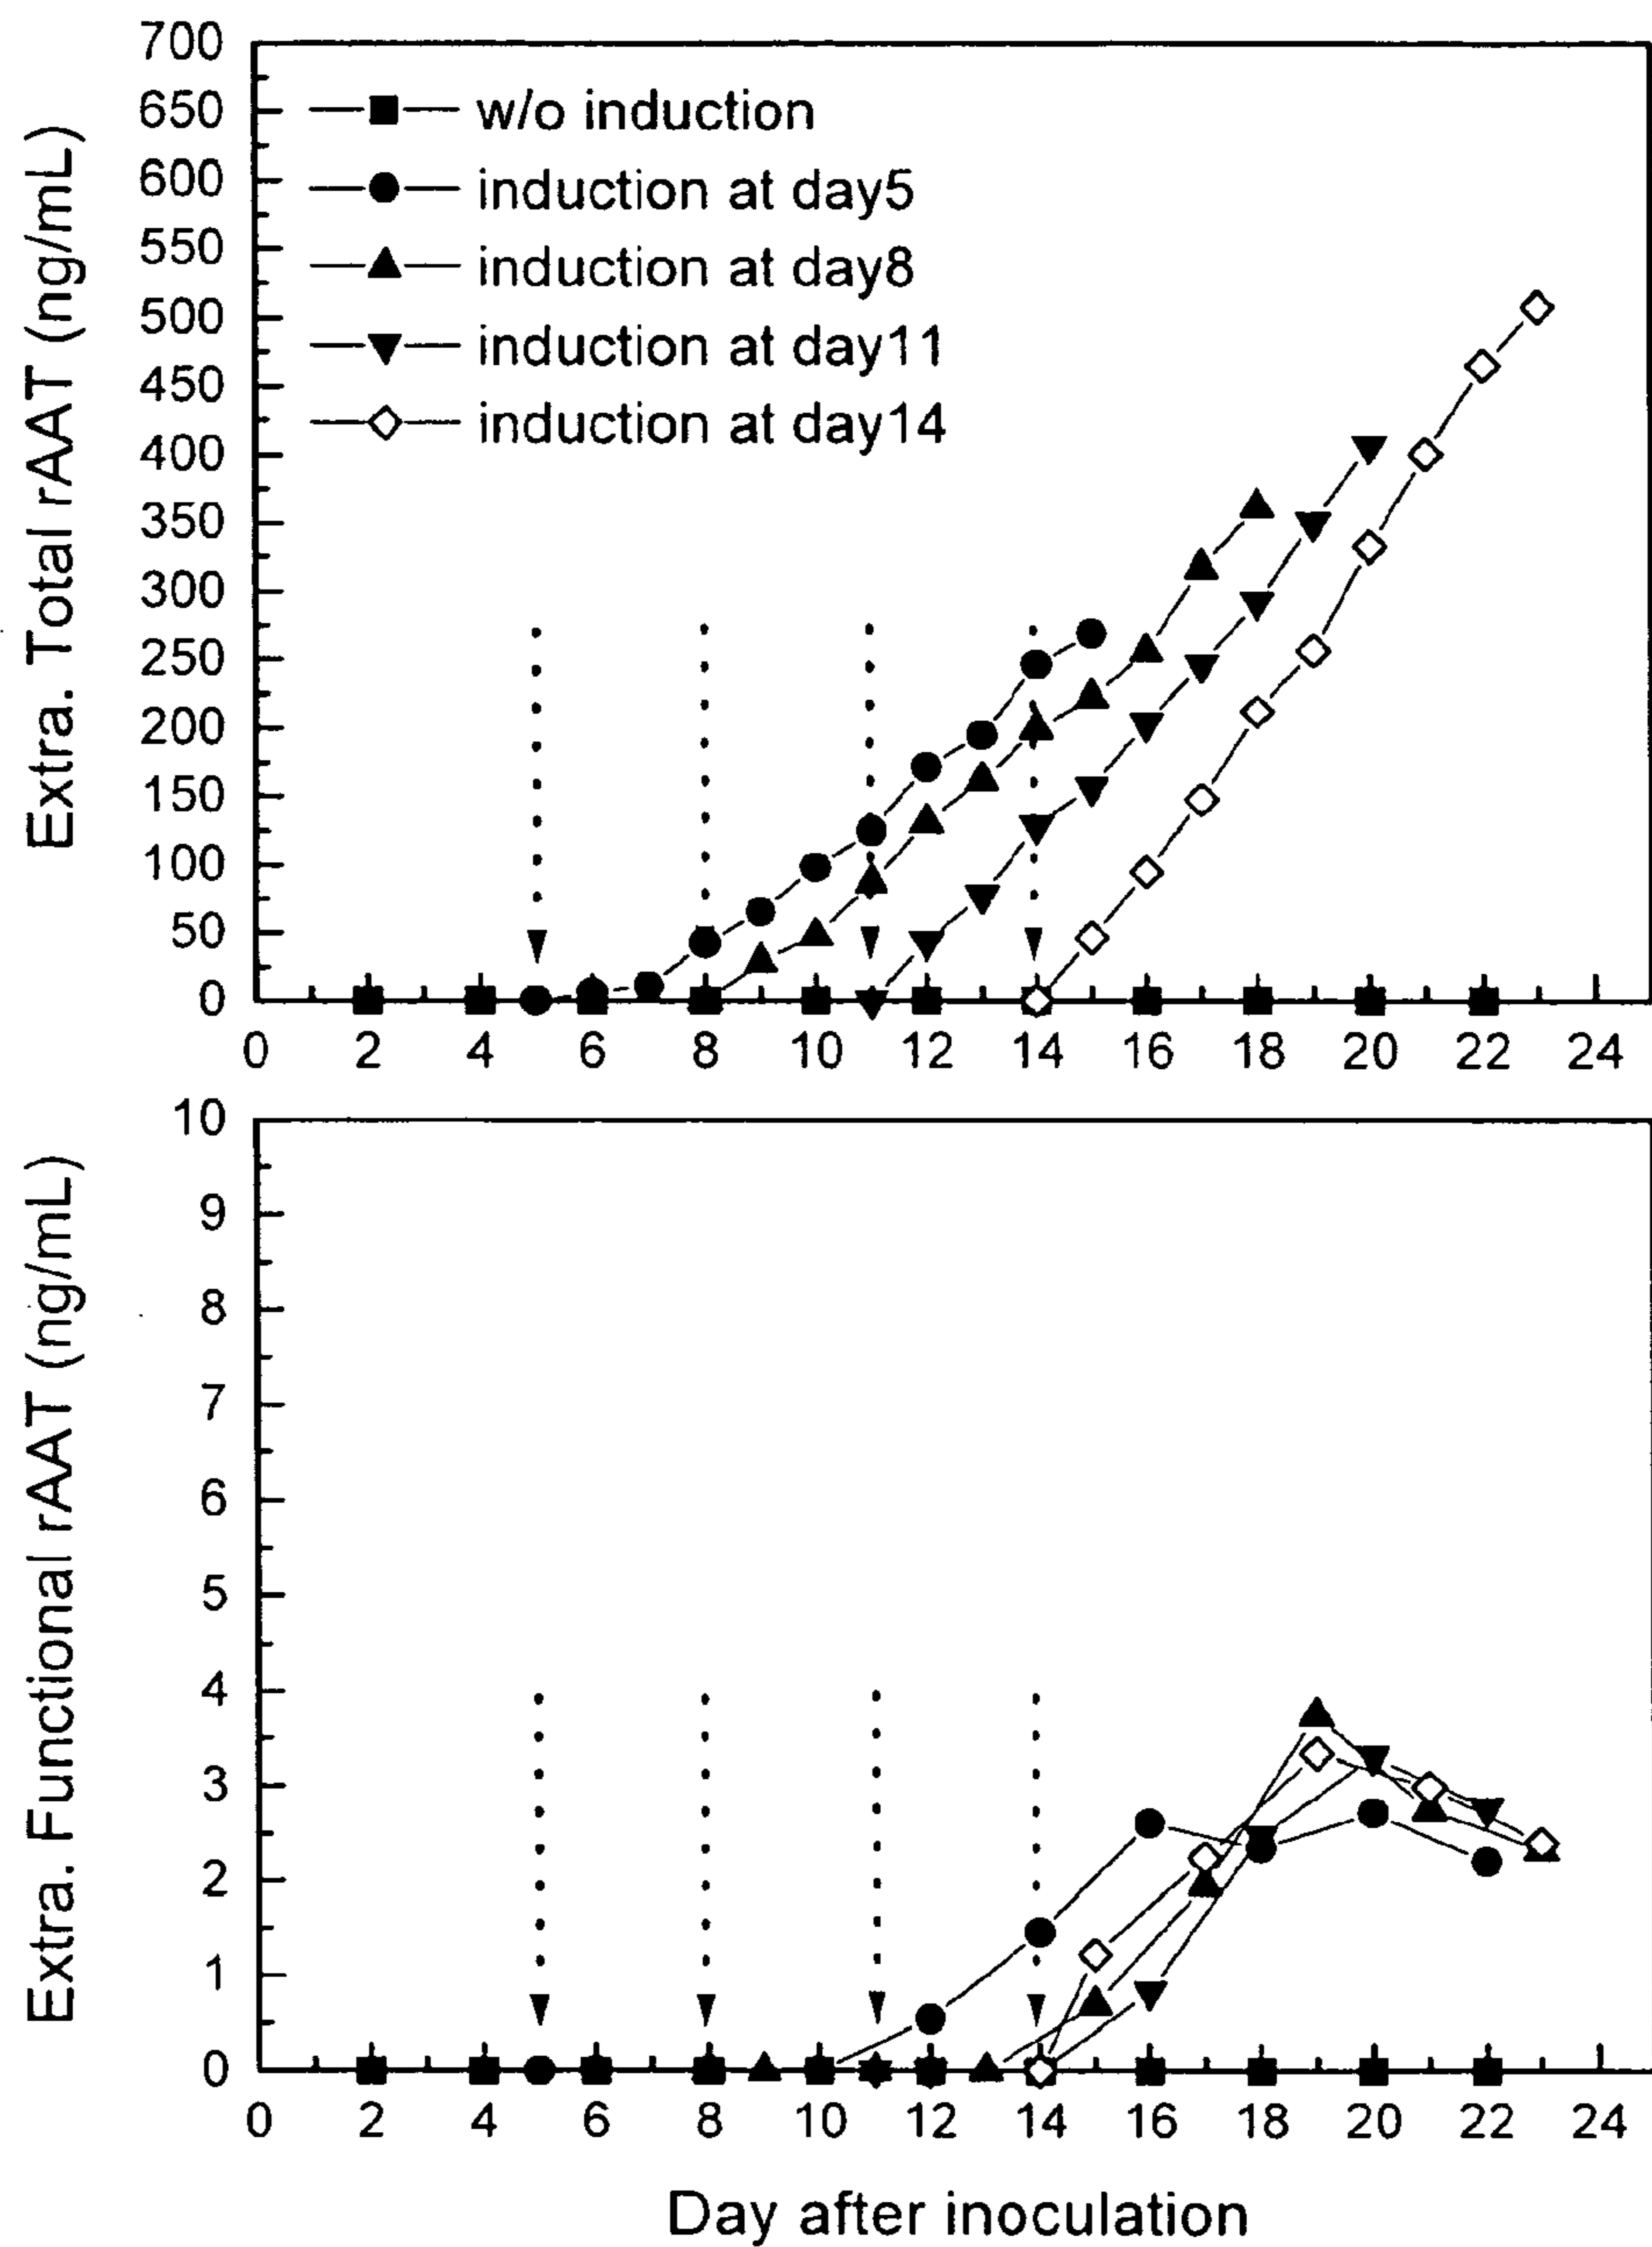 Extra. Total rAAT (ng/mL)
700
650
600
550
500
450
400
350
300
250
200
150
100
50
0
w/o induction
induction at day5
induction at day8
induction at day11
induction at day14
0 2 4 6 8 10 12 14 16 18 20 22 24
Extra. Functional rAAT (ng/mL)
10
9
8
7
6
5
4
3
2
1
0
0 2 4 6 8 10 12 14 16 18 20 22 24
Day after inoculation